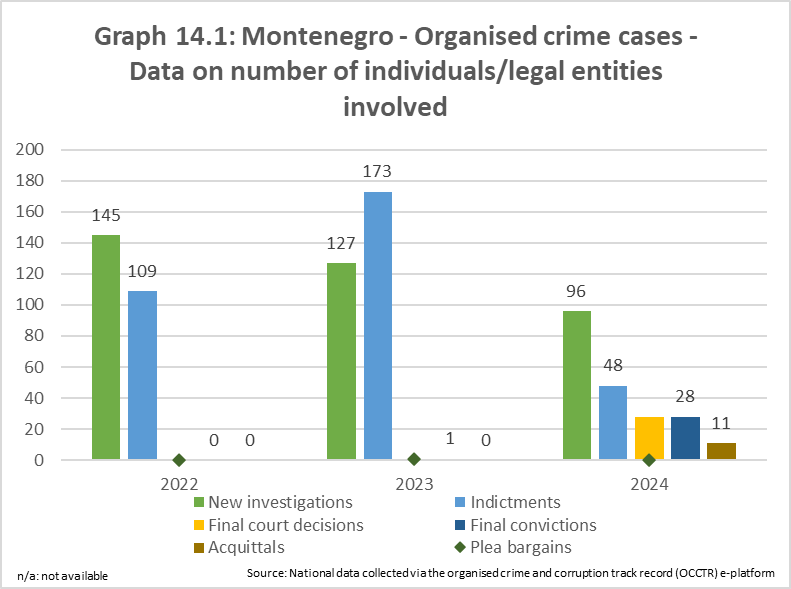 Graph 14.1: Montenegro - Organised crime cases -
Data on number of individuals/legal entities
involved
200
180
160
140
120
100
80
60
40
20
0
145
109
0
0
127
173
1
0
96
48
28
11
2022
2023
2024
New investigations
Indictments
Final court decisions
Final convictions
Acquittals
Plea bargains
n/a: not available
Source: National data collected via the organised crime and corruption track record (OCCTR) e-platform